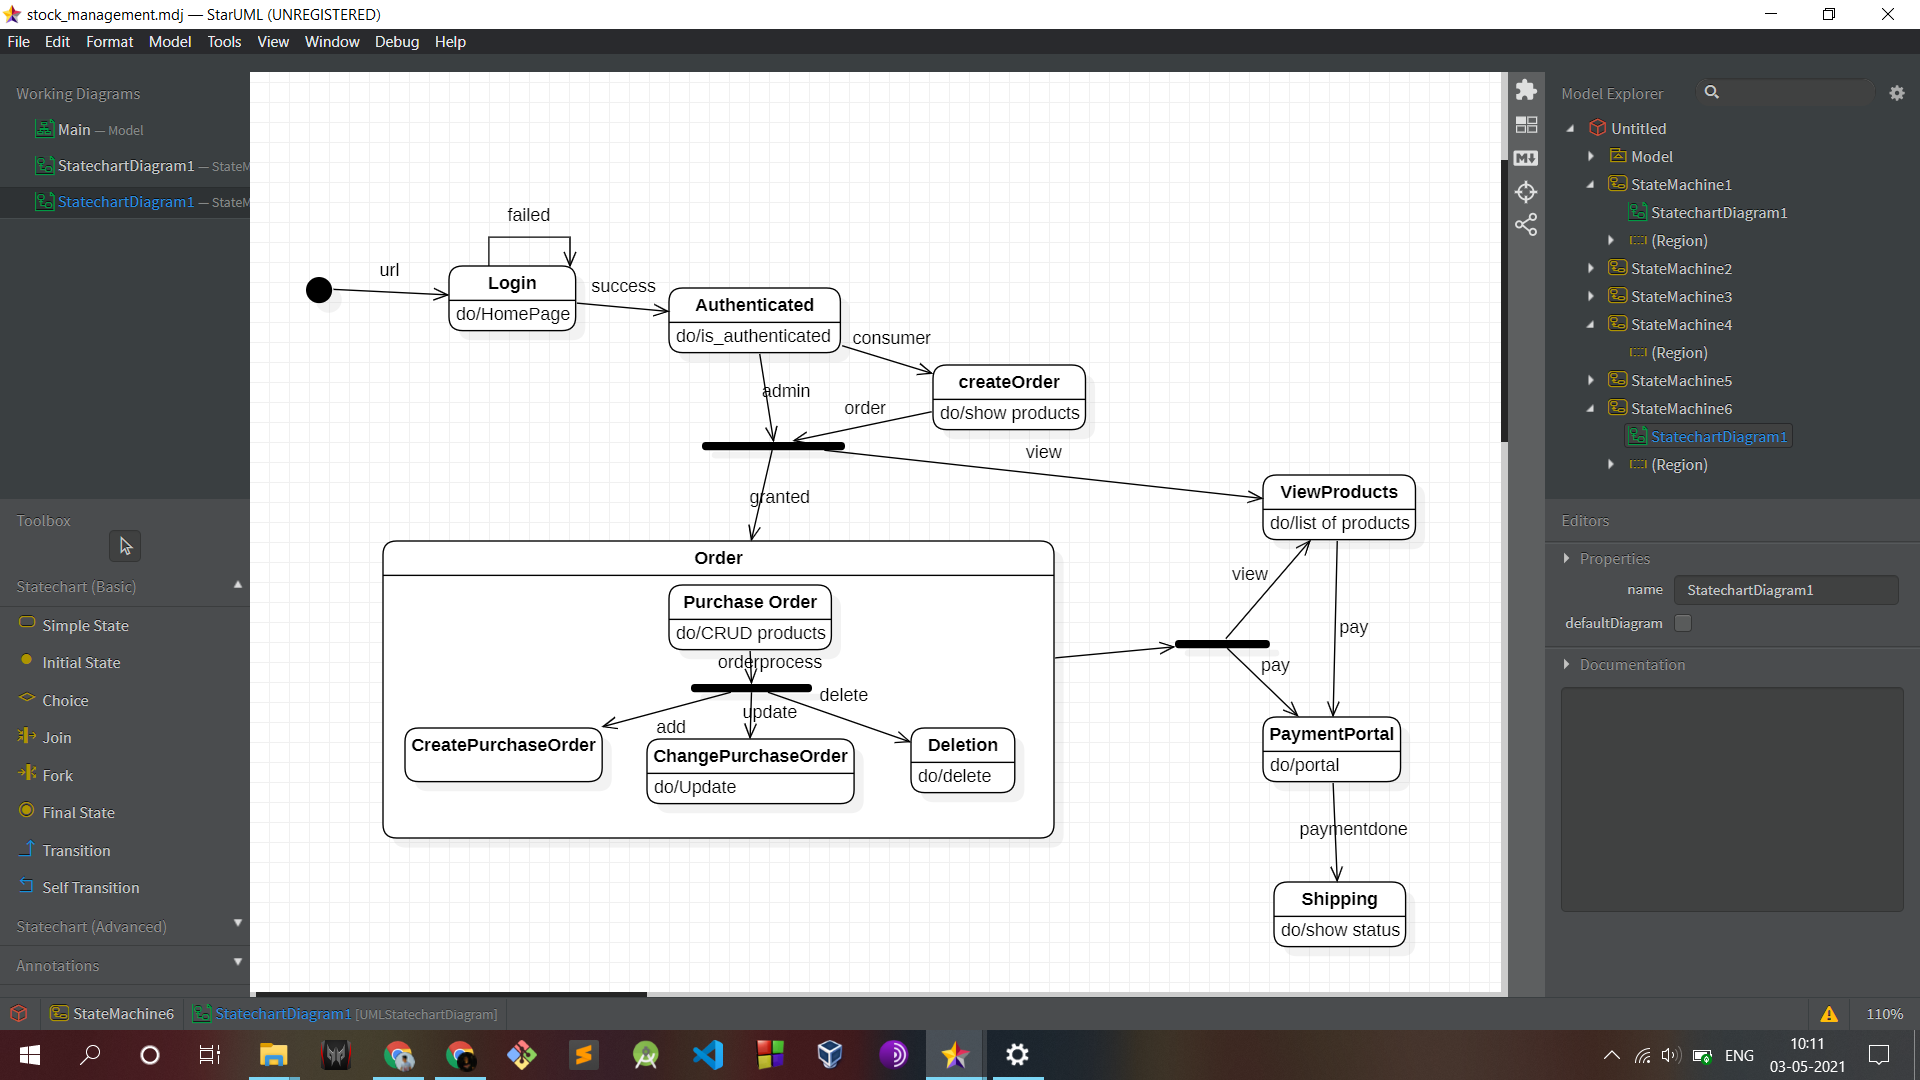 stock_management.mdj — StarUML (UNREGISTERED)
File Edit Format Model Tools View Window Debug Help
Working Diagrams
Main — Model
StatechartDiagram1 — StateM
StatechartDiagram1 — StateM
Toolbox
Statechart (Basic)
Simple State
Initial State
Choice
Join
Fork
Final State
Transition
Self Transition
Statechart (Advanced)
Annotations
failed
url
Login
do/HomePage
success
Authenticated
do/is_authenticated
consumer
createOrder
do/show products
admin
order
view
granted
ViewProducts
do/list of products
Order
Purchase Order
do/CRUD products
orderprocess
delete
update
add
CreatePurchaseOrder
ChangePurchaseOrder
do/Update
Deletion
do/delete
view
pay
pay
PaymentPortal
do/portal
paymentdone
Shipping
do/show status
Model Explorer
Untitled
Model
StateMachine1
StatechartDiagram1
(Region)
StateMachine2
StateMachine3
StateMachine4
(Region)
StateMachine5
StateMachine6
StatechartDiagram1
(Region)
Editors
Properties
name StatechartDiagram1
defaultDiagram
Documentation
StateMachine6 StatechartDiagram1 [UMLStatechartDiagram]
110%
ENG
10:11
03-05-2021